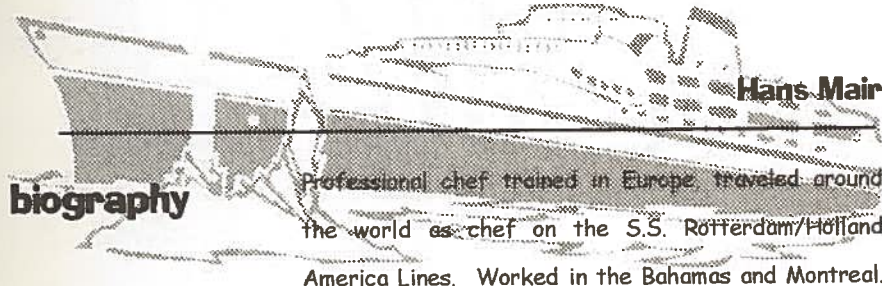 Hans Mair
biography
Professional chef trained in Europe, traveled around
the world as chef on the S.S. Rotterdam/Holland
America Lines. Worked in the Bahamas and Montreal.